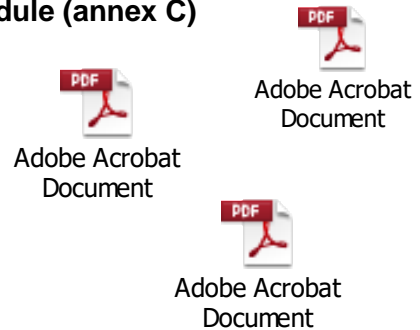 dule (annex C)
PDF
Adobe Acrobat
Document
PDF
Adobe Acrobat
Document
PDF
Adobe Acrobat
Document